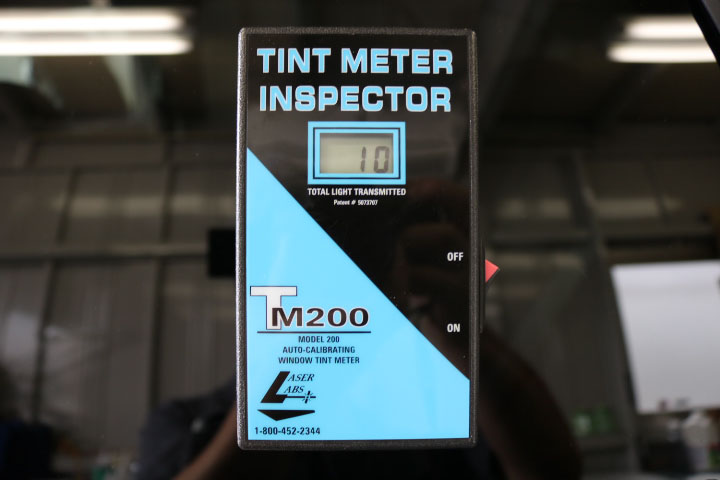 TINT METER
INSPECTOR
10
TOTAL LIGHT TRANSMITTED
Patent # 5073707
OFF
TM200
ON
MODEL 200
AUTO-CALIBRATING
WINDOW TINT METER
LASER
LABS
1-800-452-2344